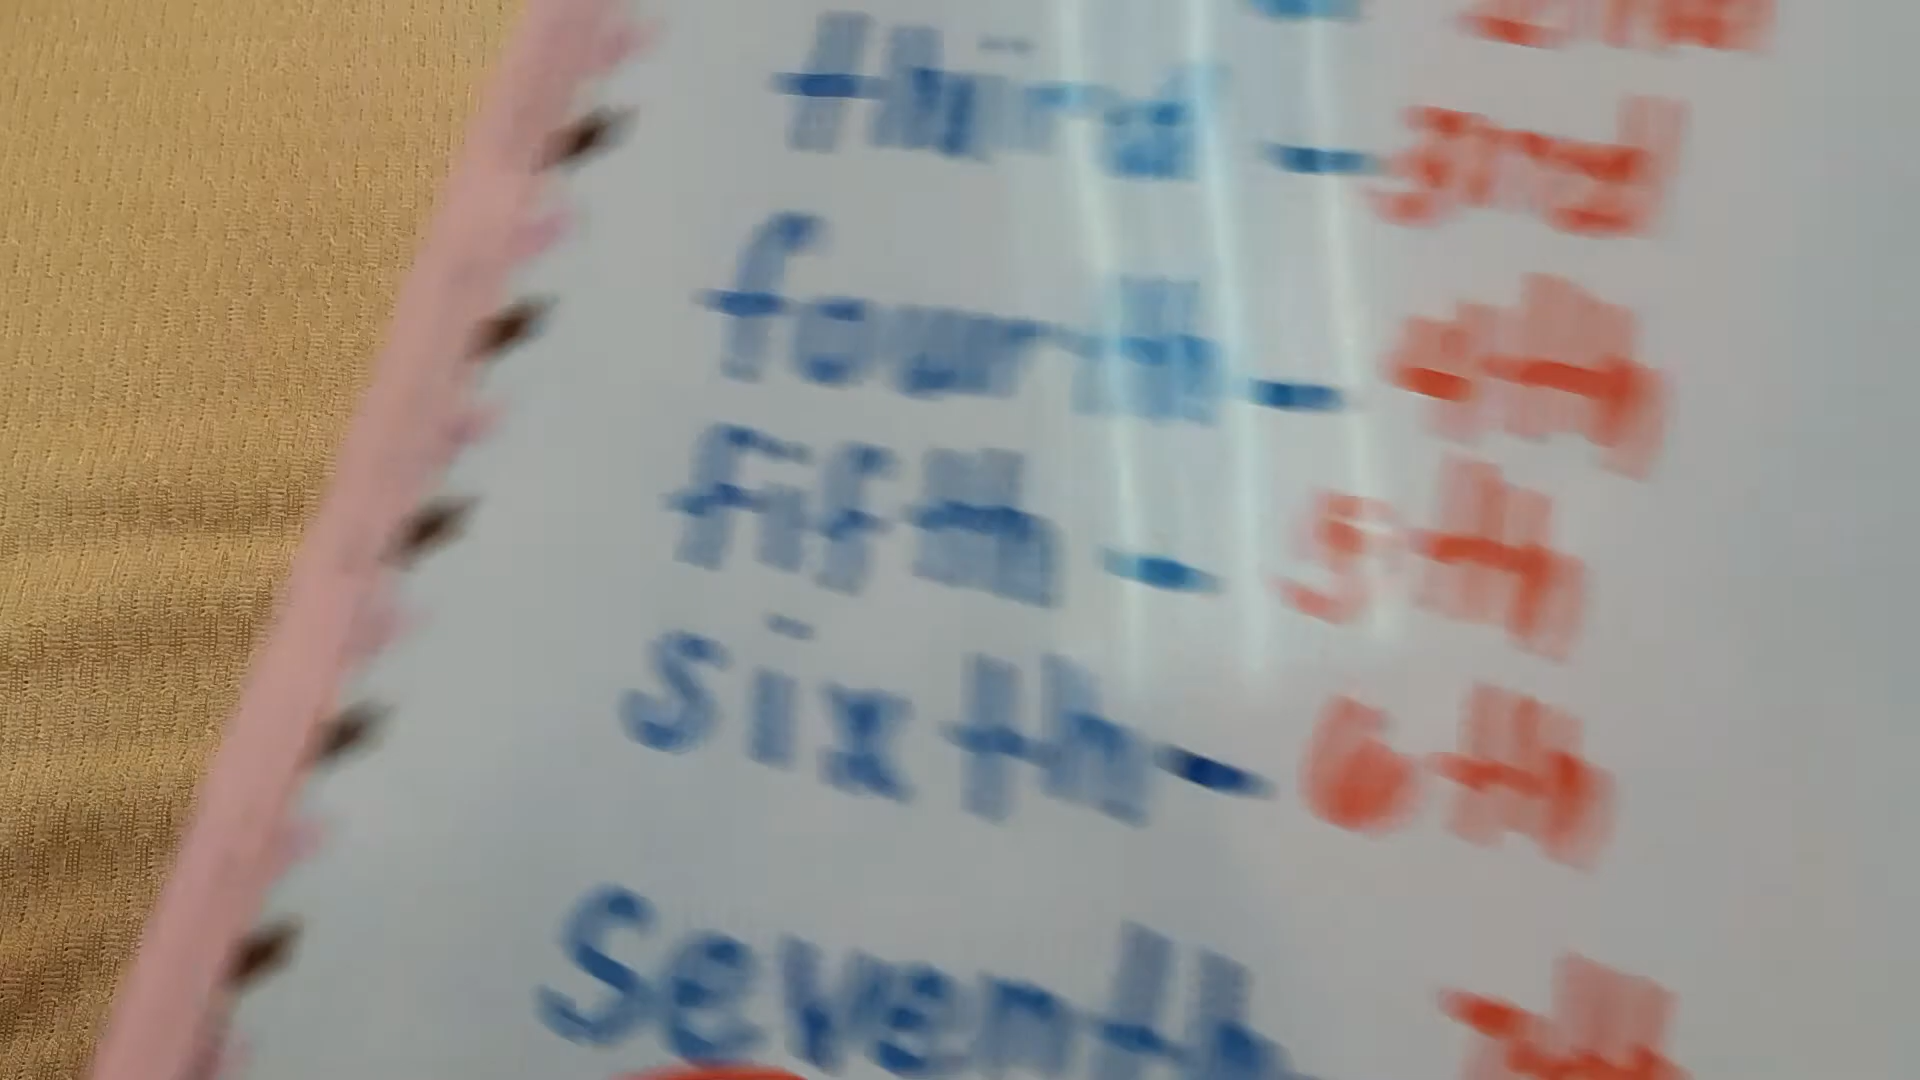 third - 3rd
fourth - 4th
Fifth - 5th
Sixth - 6th
Seventh